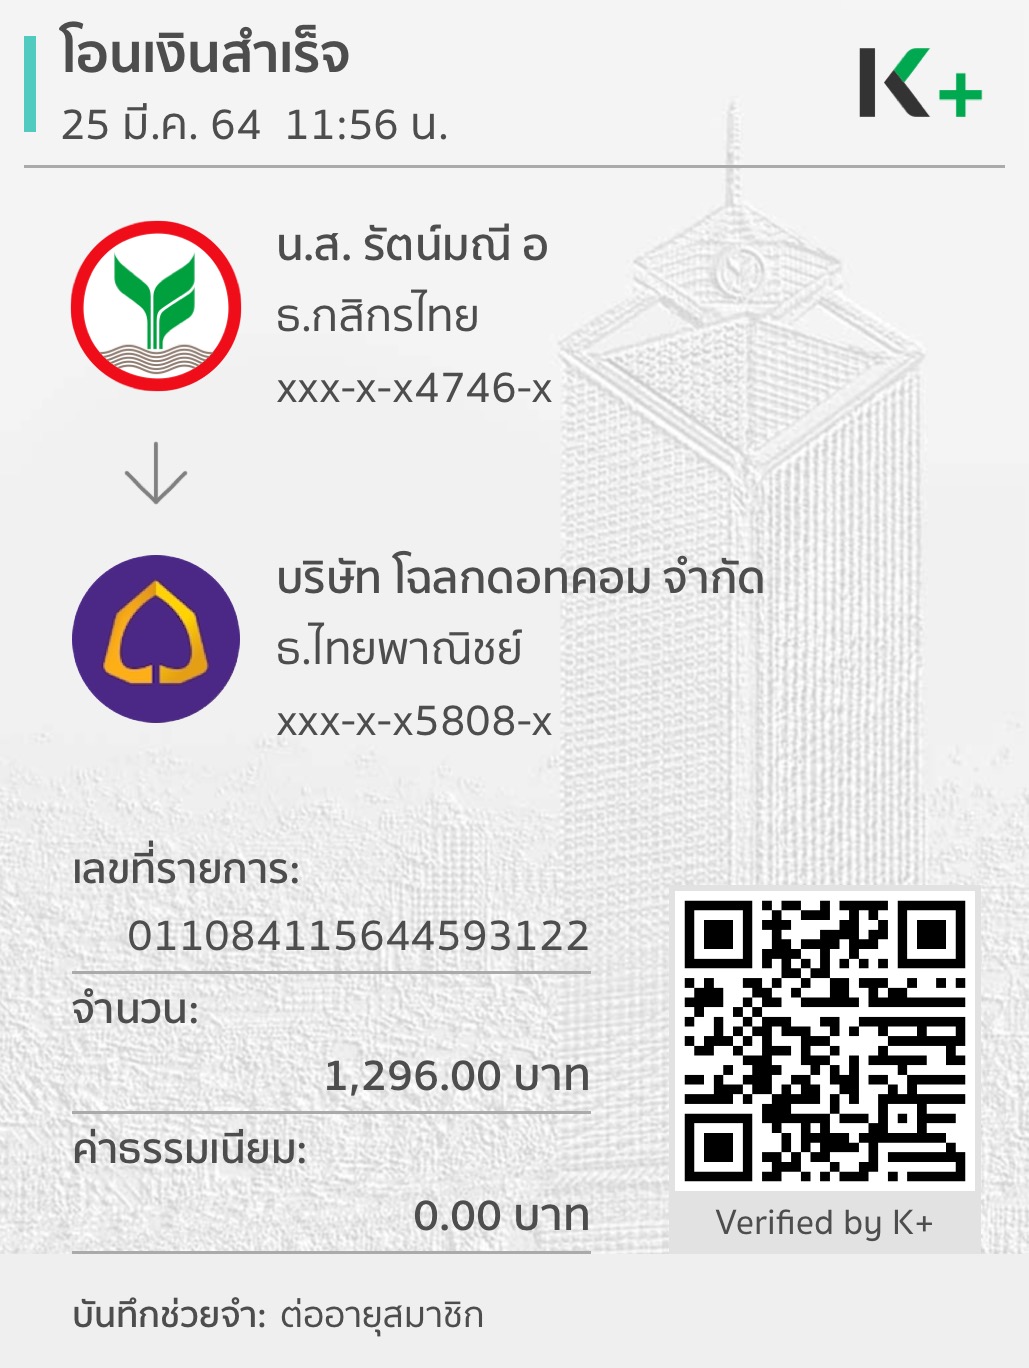 โอนเงินสำเร็จ
25 มี.ค. 64 11:56 น.
K+
น.ส. รัตน์มณี อ
ธ.กสิกรไทย
xxx-x-x4746-x
บริษัท โฉลกดอทคอม จำกัด
ธ.ไทยพาณิชย์
xxx-x-x5808-x
เลขที่รายการ:
011084115644593122
จำนวน:
1,296.00 บาท
ค่าธรรมเนียม:
0.00 บาท
Verified by K+
บันทึกช่วยจำ: ต่ออายุสมาชิก